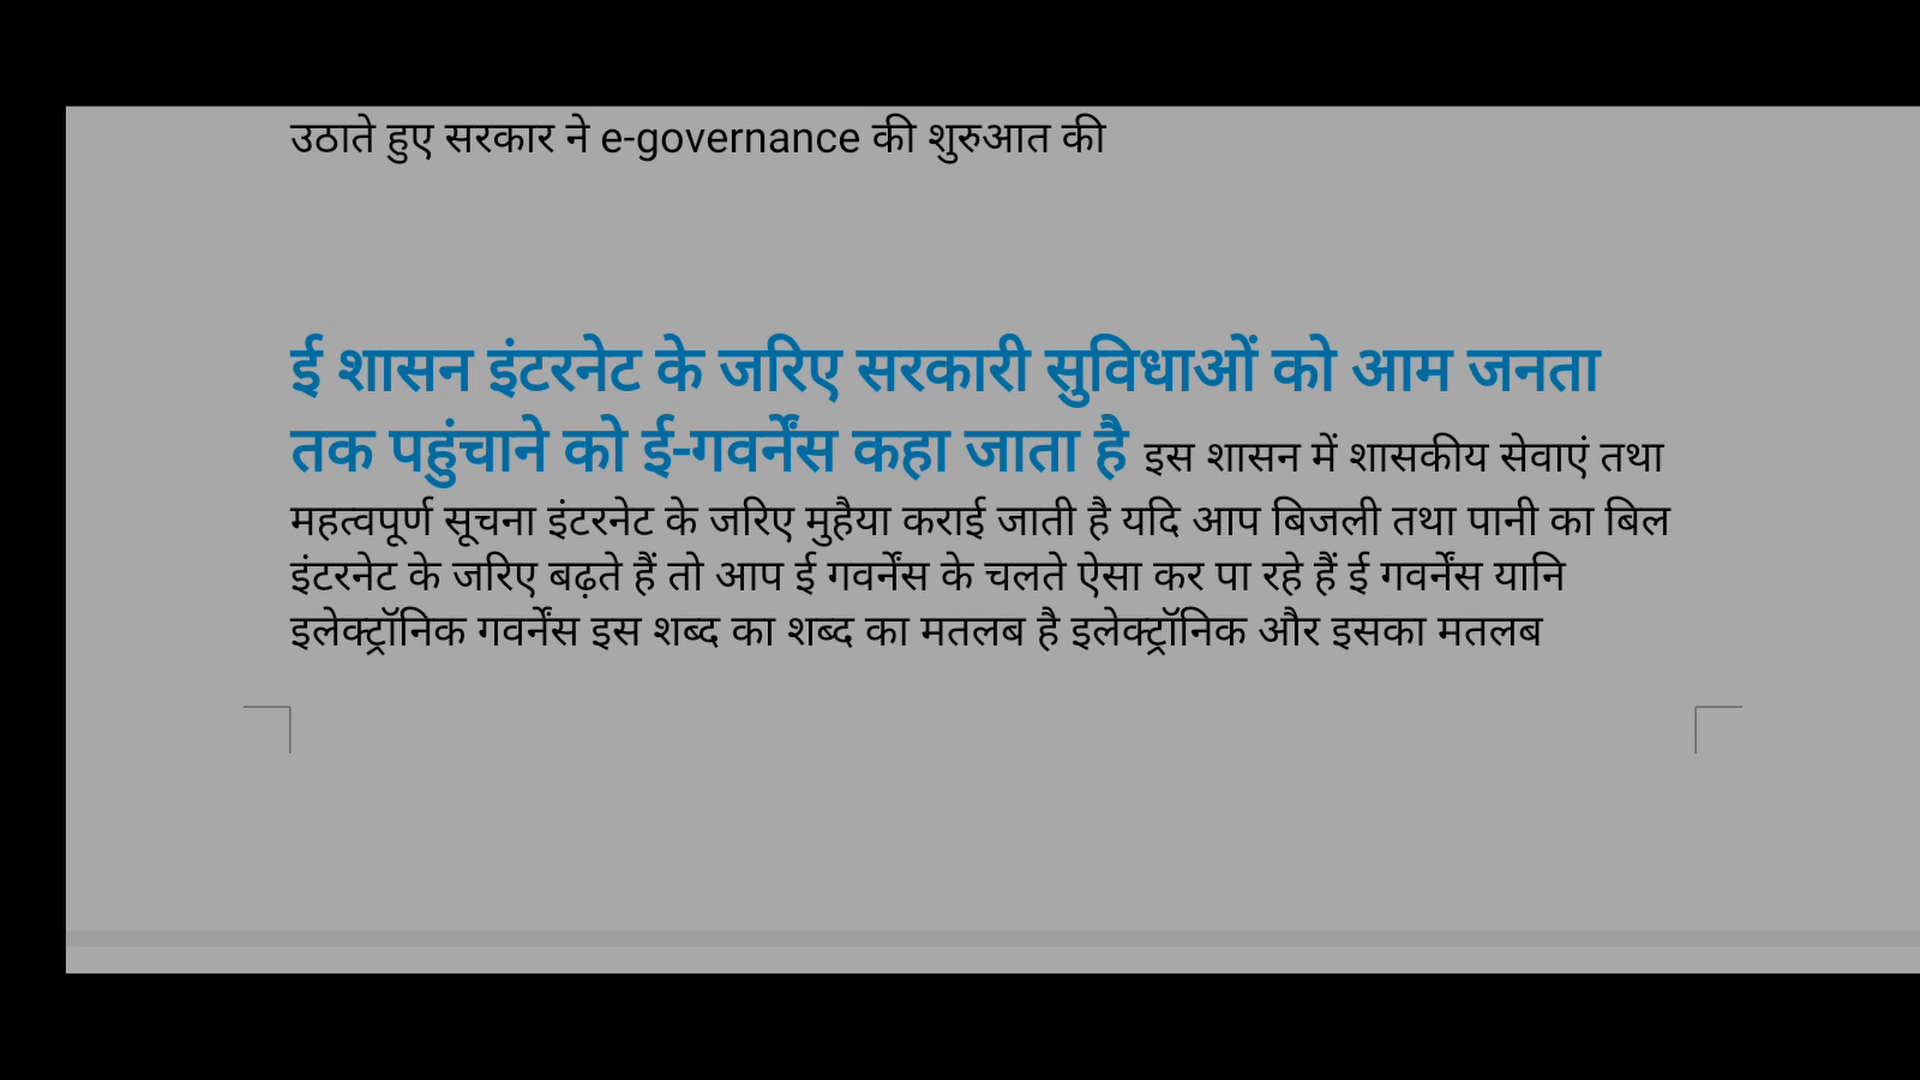 उठाते हुए सरकार ने e-governance की शुरुआत की
ई शासन इंटरनेट के जरिए सरकारी सुविधाओं को आम जनता
तक पहुंचाने को ई-गवर्नेंस कहा जाता है इस शासन में शासकीय सेवाएं तथा
महत्वपूर्ण सूचना इंटरनेट के जरिए मुहैया कराई जाती है यदि आप बिजली तथा पानी का बिल
इंटरनेट के जरिए बढ़ते हैं तो आप ई गवर्नेंस के चलते ऐसा कर पा रहे हैं ई गवर्नेंस यानि
इलेक्ट्रॉनिक गवर्नेंस इस शब्द का शब्द का मतलब है इलेक्ट्रॉनिक और इसका मतलब